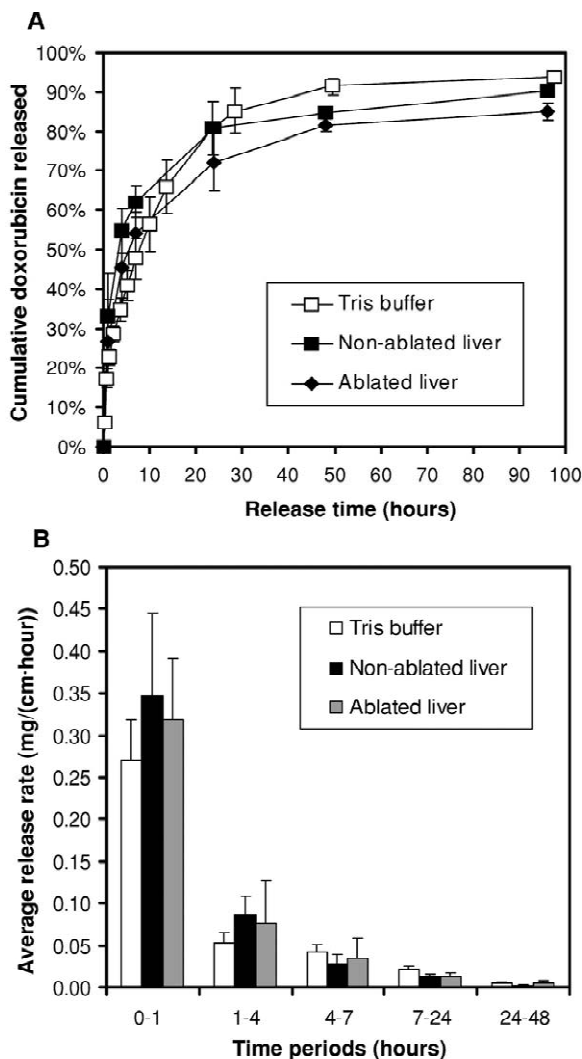 A
100%
90%
80%
70%
60%
50%
40%
30%
20%
10%
0%
Cumulative doxorubicin released
Tris buffer
Non-ablated liver
Ablated liver
0 10 20 30 40 50 60 70 80 90 100
Release time (hours)
B
0.50
0.45
0.40
0.35
0.30
0.25
0.20
0.15
0.10
0.05
0.00
Average release rate (mg/(cm·hour))
Tris buffer
Non-ablated liver
Ablated liver
0-1 1-4 4-7 7-24 24-48
Time periods (hours)